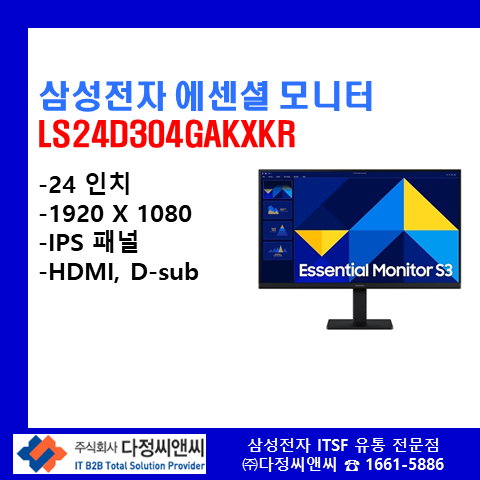 삼성전자 에센셜 모니터
LS24D304GAKXKR
-24 인치
-1920 X 1080
-IPS 패널
-HDMI, D-sub
Essential Monitor S3
주식회사 다정씨앤씨
IT B2B Total Solution Provider
삼성전자 ITSF 유통 전문점
㈜다정씨앤씨 ☎ 1661-5886